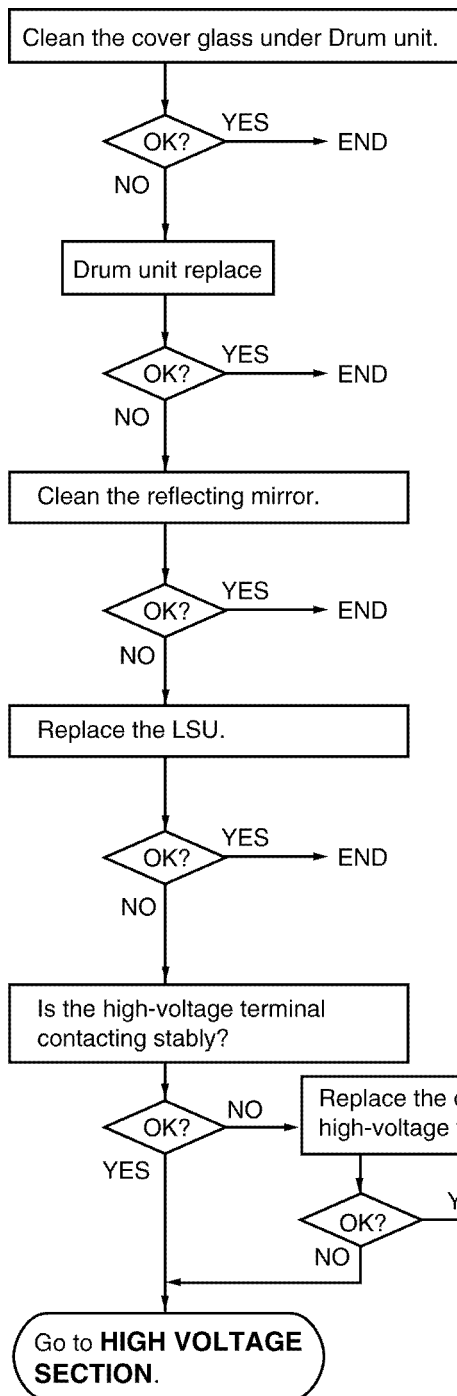 Clean the cover glass under Drum unit.
OK?
YES
END
NO
Drum unit replace
OK?
YES
END
NO
Clean the reflecting mirror.
OK?
YES
END
NO
Replace the LSU.
OK?
YES
END
NO
Is the high-voltage terminal
contacting stably?
OK?
NO
YES
Replace the
high-voltage
OK?
NO
Go to HIGH VOLTAGE
SECTION.